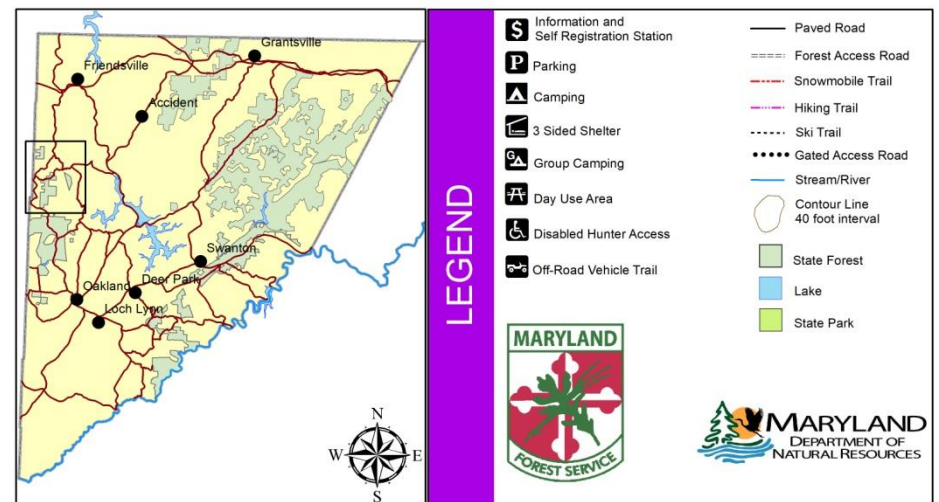 Grantsville
Friendsville
Accident
Swanton
Deer Park
Oakland
Loch Lynn
N
W
E
S
LEGEND
$
Information and
Self Registration Station
P
Parking
Camping
3 Sided Shelter
G
Group Camping
Day Use Area
Disabled Hunter Access
Off-Road Vehicle Trail
Paved Road
Forest Access Road
Snowmobile Trail
Hiking Trail
Ski Trail
Gated Access Road
Stream/River
Contour Line
40 foot interval
State Forest
Lake
State Park
MARYLAND
FOREST SERVICE
MARYLAND
DEPARTMENT OF
NATURAL RESOURCES